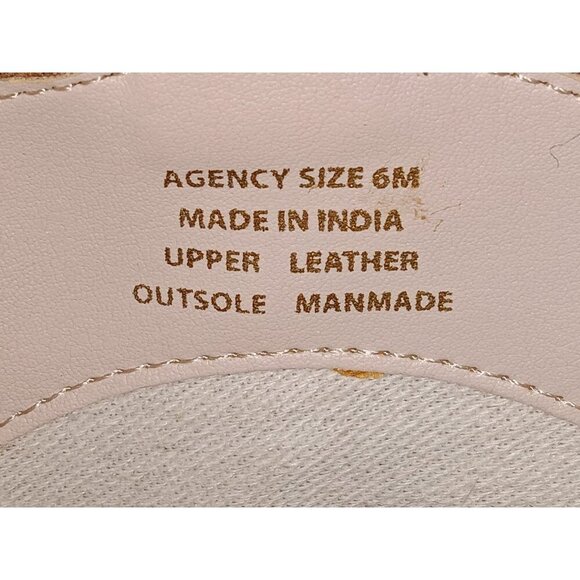 AGENCY SIZE 6M
MADE IN INDIA
UPPER LEATHER
OUTSOLE MANMADE